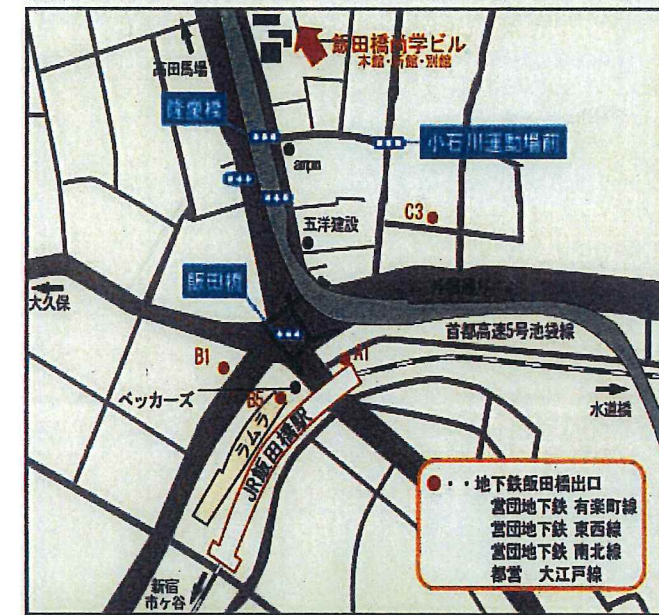 飯田橋尚学ビル
本館・新館・別館
高田馬場
隆慶橋
小石川運動場前
ampm
C3
五洋建設
飯田橋
大久保
首都高速5号池袋線
B1
A1
ベッカーズ
B5
水道橋
ラムラ
JR飯田橋駅
●・・地下鉄飯田橋出口
営団地下鉄 有楽町線
営団地下鉄 東西線
営団地下鉄 南北線
都営 大江戸線
新宿
市ヶ谷